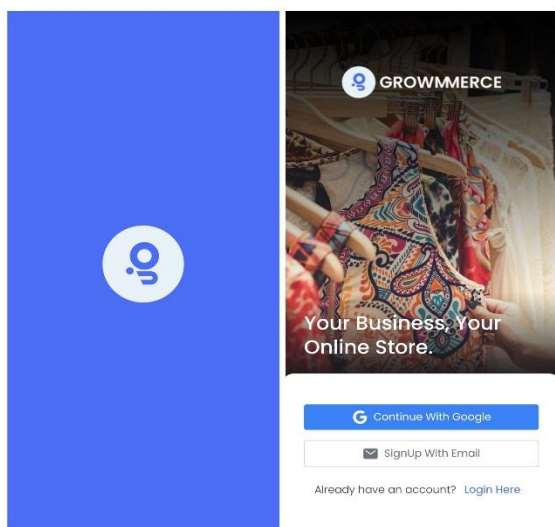 GROWMMERCE
Your Business, Your
Online Store.
Continue With Google
SignUp With Email
Already have an account? Login Here